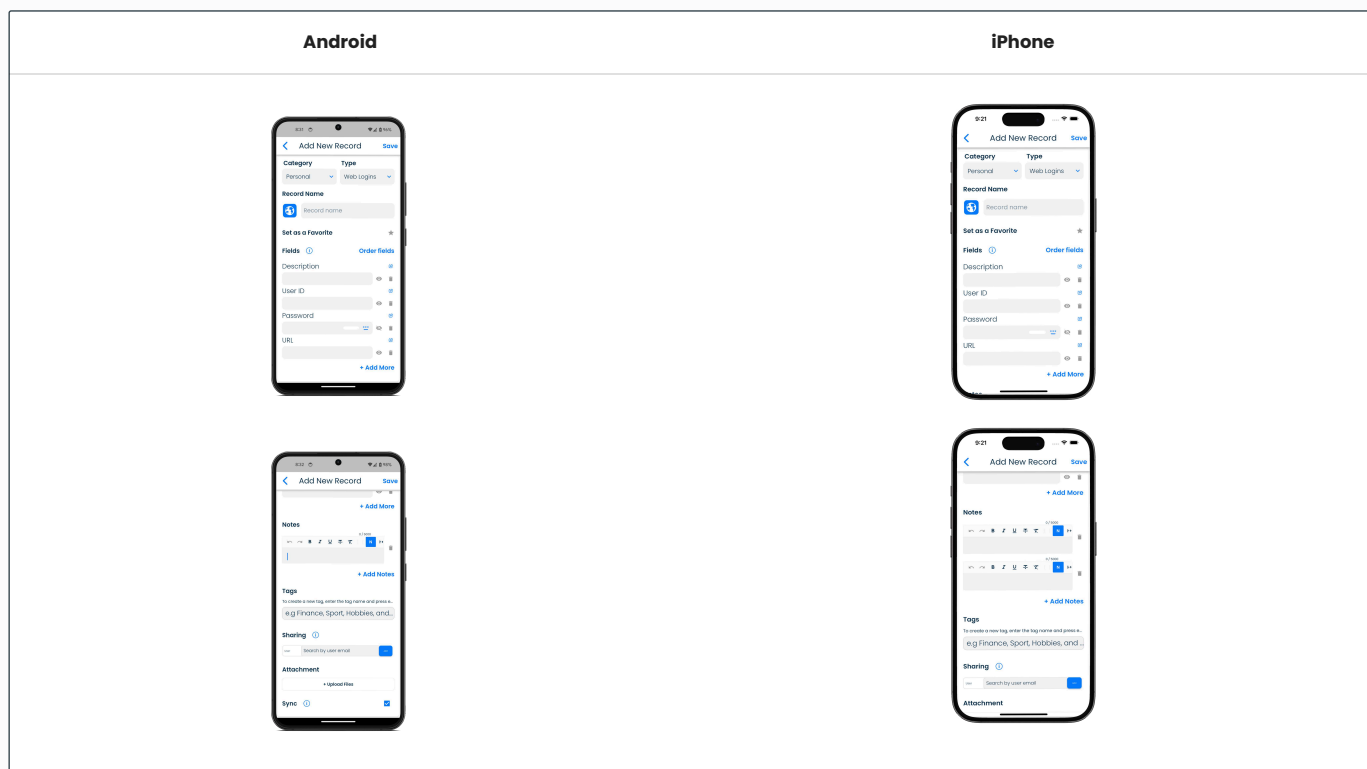 Android
iPhone
9:21
Add New Record
Save
Category
Type
Personal
Web Logins
Record Name
Record name
Set as a Favorite
Fields
Order fields
Description
User ID
Password
URL
+ Add More
9:21
Add New Record
Save
Category
Type
Personal
Web Logins
Record Name
Record name
Set as a Favorite
Fields
Order fields
Description
User ID
Password
URL
+ Add More
Add New Record
Save
+ Add More
Notes
B I U T
N
+ Add Notes
Tags
To create a new tag, enter the tag name and press e...
e.g Finance, Sport, Hobbies, and...
Sharing
Search by user email
Attachment
+ Upload Files
Sync
9:21
Add New Record
Save
+ Add More
Notes
B I U T
N
B I U T
N
+ Add Notes
Tags
To create a new tag, enter the tag name and press e...
e.g Finance, Sport, Hobbies, and ...
Sharing
Search by user email
Attachment